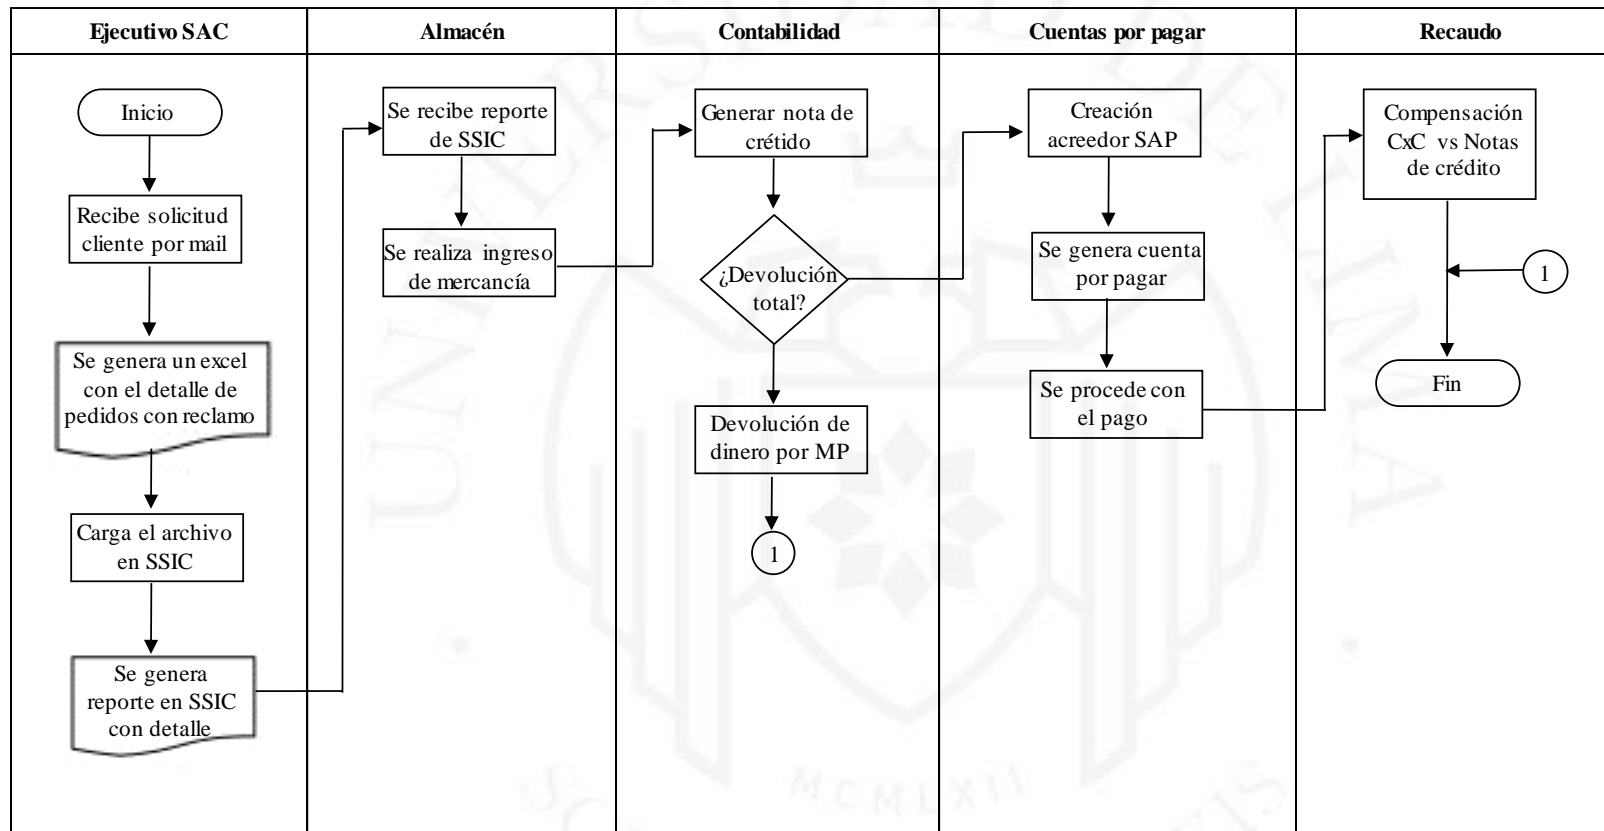 Ejecutivo SAC
Inicio
Recibe solicitud
cliente por mail
Se genera un excel
con el detalle de
pedidos con reclamo
Carga el archivo
en SSIC
Se genera
reporte en SSIC
con detalle
Almacén
Se recibe reporte
de SSIC
Se realiza ingreso
de mercancía
Contabilidad
Generar nota de
crétido
¿Devolución
total?
Devolución de
dinero por MP
1
Cuentas por pagar
Creación
acreedor SAP
Se genera cuenta
por pagar
Se procede con
el pago
Recaudo
Compensación
CxC vs Notas
de crédito
1
Fin
UNIVERSIDAD DE LIMA
MCMLXII